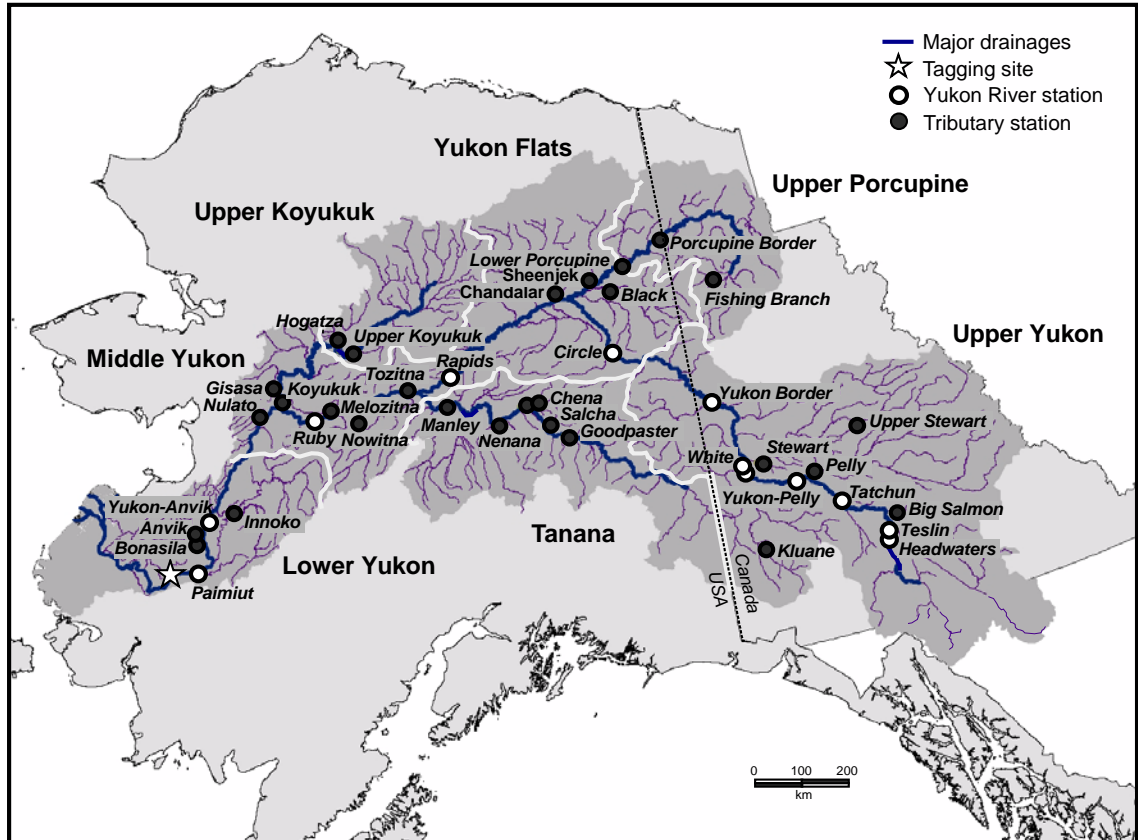 Major drainages
Tagging site
Yukon River station
Tributary station
Yukon Flats
Upper Porcupine
Upper Koyukuk
Porcupine Border
Lower Porcupine
Sheenjek
Chandalar
Black
Fishing Branch
Hogatza
Upper Koyukuk
Upper Yukon
Middle Yukon
Rapids
Circle
Tozitna
Gisasa
Koyukuk
Yukon Border
Nulato
Melozitna
Chena
Salcha
Manley
Upper Stewart
Ruby
Nowitna
Nenana
Goodpaster
Stewart
White
Pelly
Yukon-Pelly
Tatchun
Yukon-Anvik
Innoko
Big Salmon
Anvik
Tanana
Teslin
Bonasila
Kluane
Headwaters
Lower Yukon
Paimiut
Canada
USA
0 100 200
km